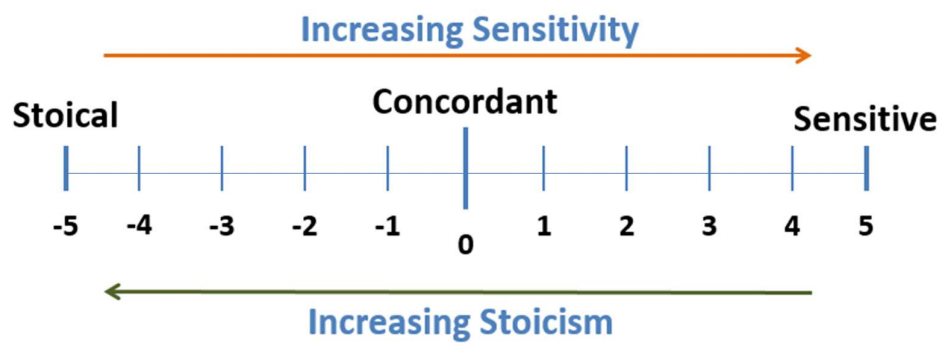 Increasing Sensitivity
Stoical Concordant Sensitive
-5 -4 -3 -2 -1 0 1 2 3 4 5
Increasing Stoicism